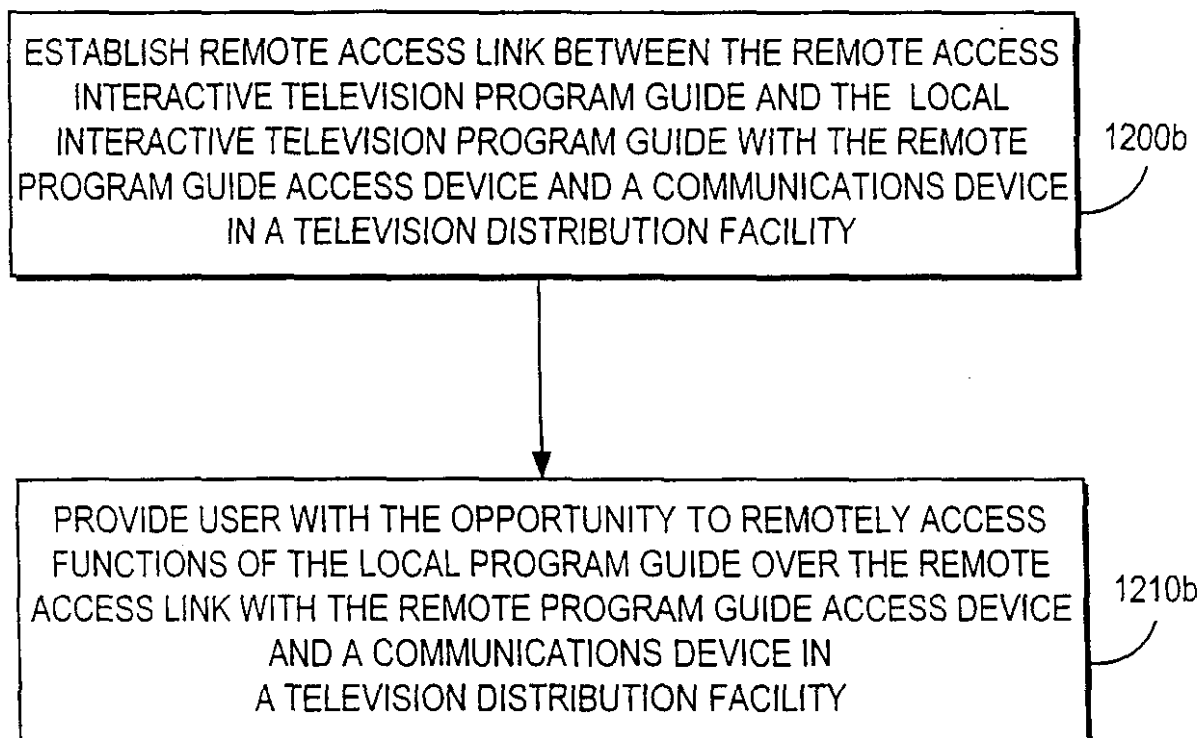 ESTABLISH REMOTE ACCESS LINK BETWEEN THE REMOTE ACCESS
INTERACTIVE TELEVISION PROGRAM GUIDE AND THE LOCAL
INTERACTIVE TELEVISION PROGRAM GUIDE WITH THE REMOTE
PROGRAM GUIDE ACCESS DEVICE AND A COMMUNICATIONS DEVICE
IN A TELEVISION DISTRIBUTION FACILITY
1200b
PROVIDE USER WITH THE OPPORTUNITY TO REMOTELY ACCESS
FUNCTIONS OF THE LOCAL PROGRAM GUIDE OVER THE REMOTE
ACCESS LINK WITH THE REMOTE PROGRAM GUIDE ACCESS DEVICE
AND A COMMUNICATIONS DEVICE IN
A TELEVISION DISTRIBUTION FACILITY
1210b